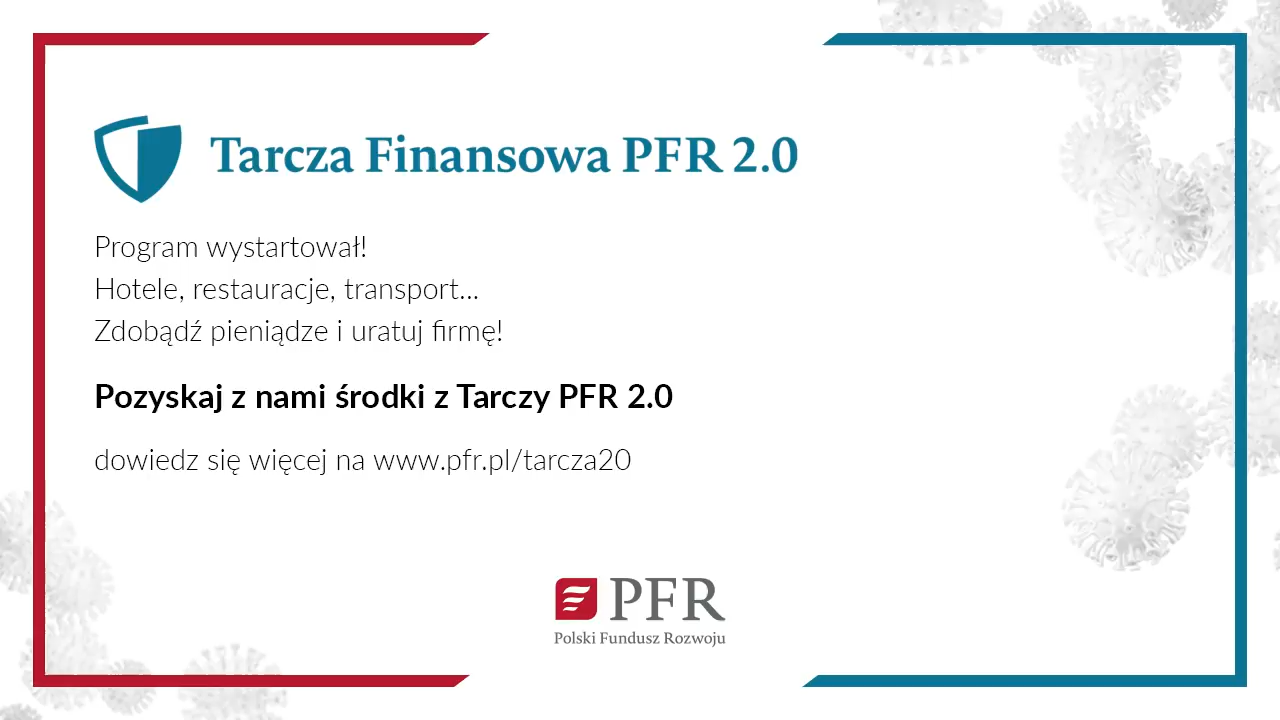 Tarcza Finansowa PFR 2.0
Program wystartował!
Hotele, restauracje, transport...
Zdobądź pieniądze i uratuj firmę!
Pozyskaj z nami środki z Tarczy PFR 2.0
dowiedz się więcej na www.pfr.pl/tarcza20
PFR
Polski Fundusz Rozwoju